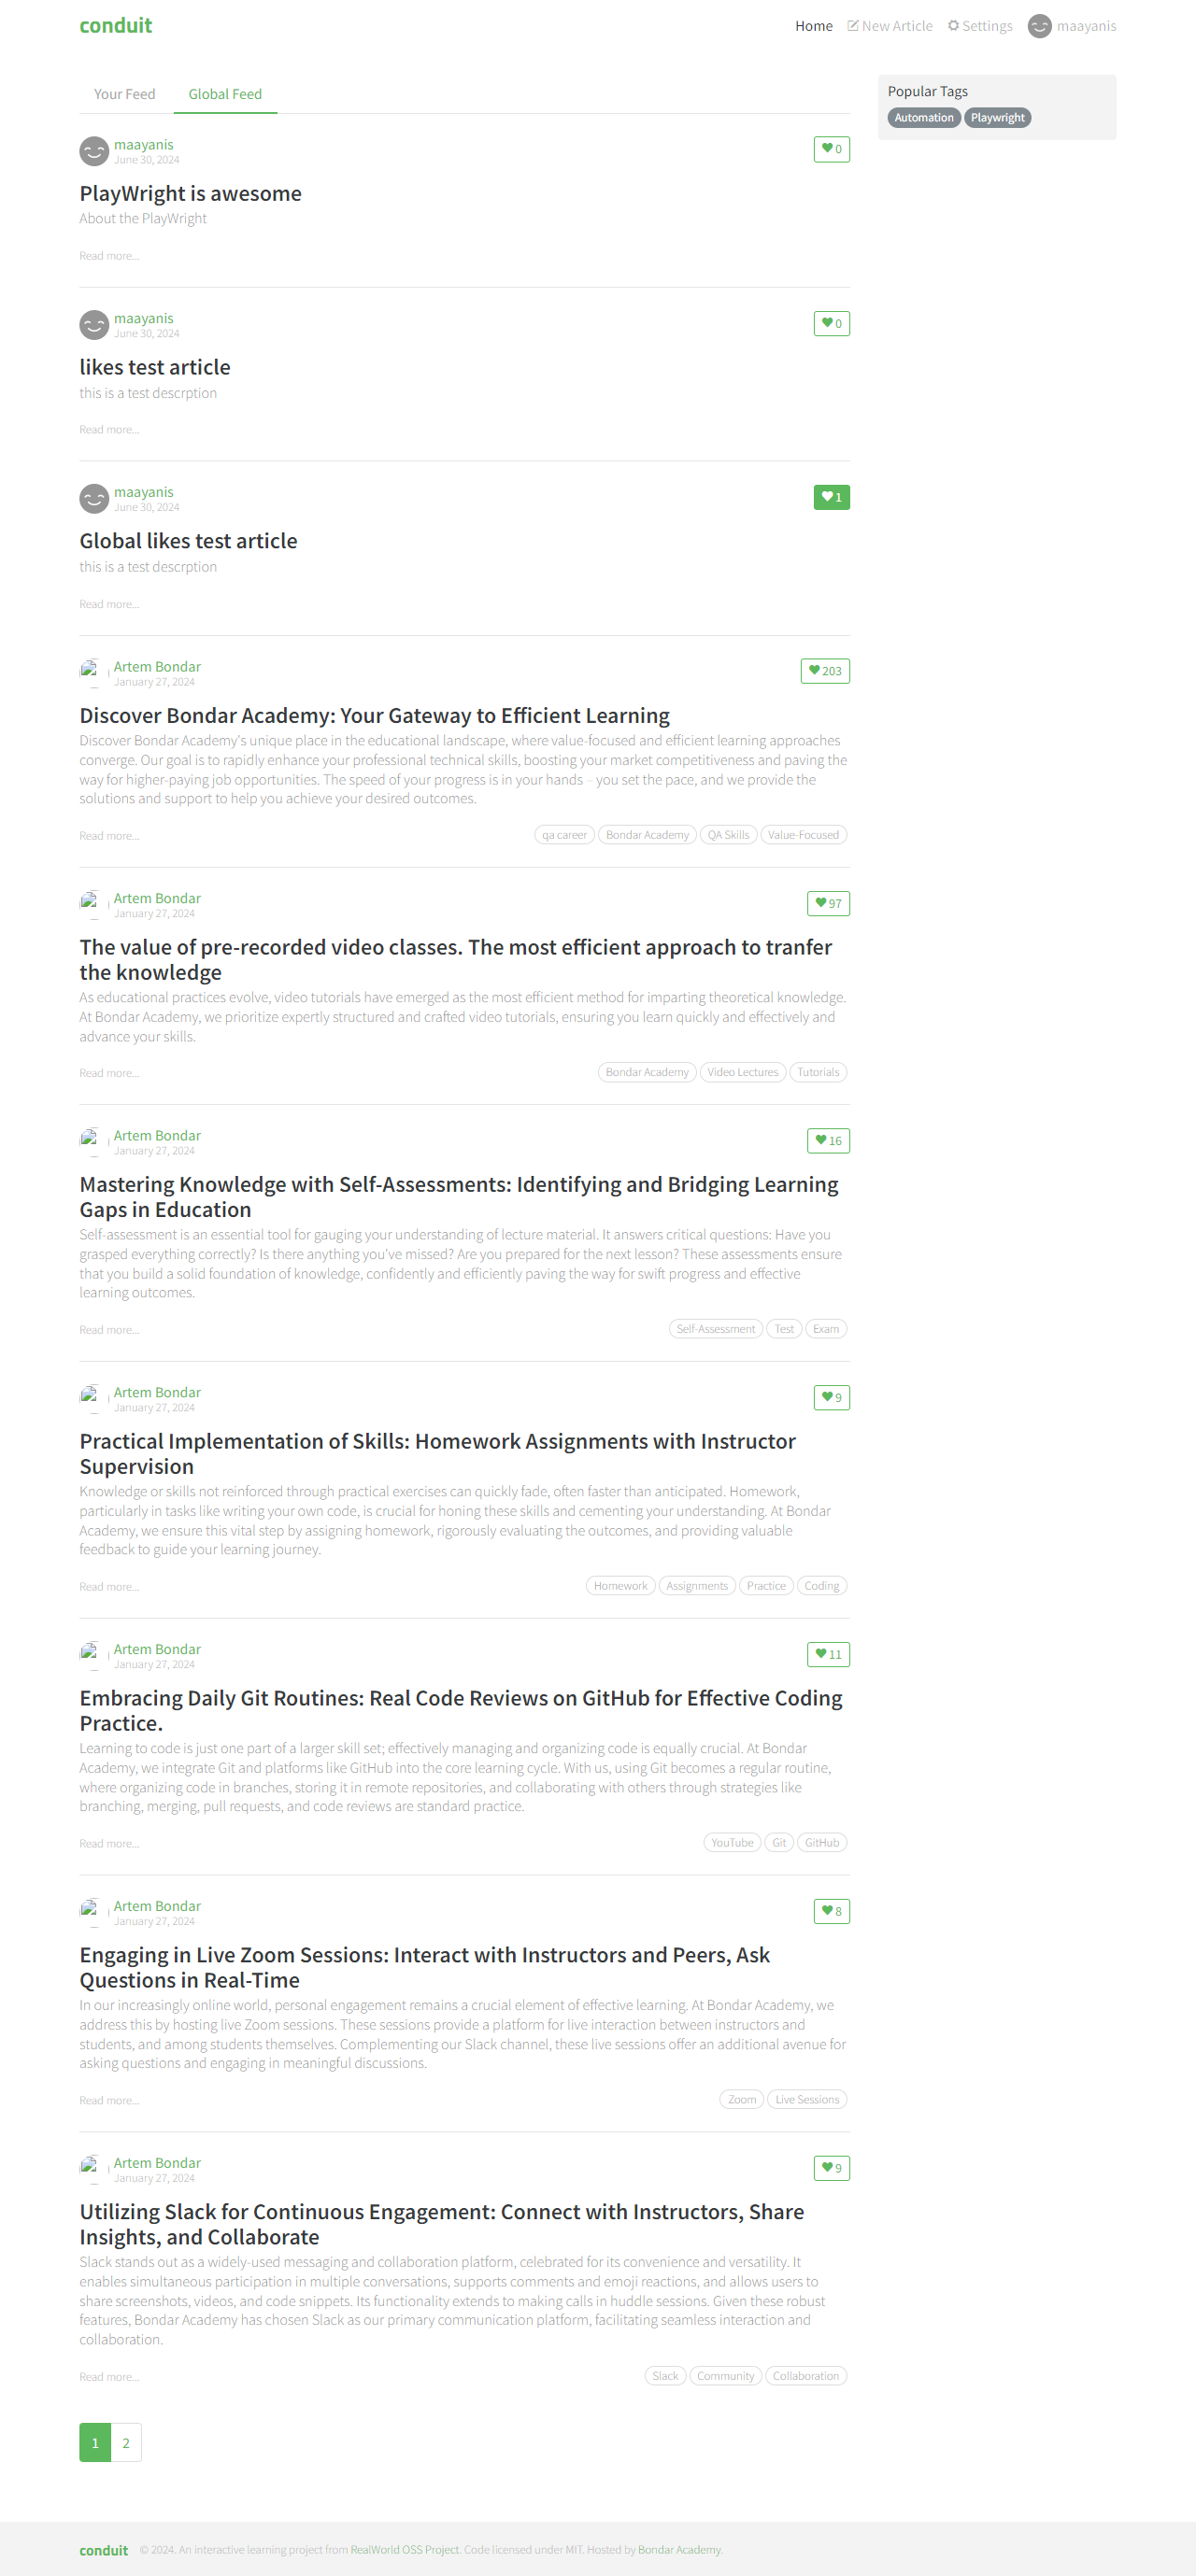 conduit
Home New Article Settings maayanis
Your Feed Global Feed
Popular Tags
Automation Playwright
maayanis
June 30, 2024
0
PlayWright is awesome
About the PlayWright
Read more...
maayanis
June 30, 2024
0
likes test article
this is a test descrption
Read more...
maayanis
June 30, 2024
1
Global likes test article
this is a test descrption
Read more...
Artem Bondar
January 27, 2024
203
Discover Bondar Academy: Your Gateway to Efficient Learning
Discover Bondar Academy's unique place in the educational landscape, where value-focused and efficient learning approaches
converge. Our goal is to rapidly enhance your professional technical skills, boosting your market competitiveness and paving the
way for higher-paying job opportunities. The speed of your progress is in your hands – you set the pace, and we provide the
solutions and support to help you achieve your desired outcomes.
Read more... qa career Bondar Academy QA Skills Value-Focused
Artem Bondar
January 27, 2024
97
The value of pre-recorded video classes. The most efficient approach to tranfer
the knowledge
As educational practices evolve, video tutorials have emerged as the most efficient method for imparting theoretical knowledge.
At Bondar Academy, we prioritize expertly structured and crafted video tutorials, ensuring you learn quickly and effectively and
advance your skills.
Read more... Bondar Academy Video Lectures Tutorials
Artem Bondar
January 27, 2024
16
Mastering Knowledge with Self-Assessments: Identifying and Bridging Learning
Gaps in Education
Self-assessment is an essential tool for gauging your understanding of lecture material. It answers critical questions: Have you
grasped everything correctly? Is there anything you've missed? Are you prepared for the next lesson? These assessments ensure
that you build a solid foundation of knowledge, confidently and efficiently paving the way for swift progress and effective
learning outcomes.
Read more... Self-Assessment Test Exam
Artem Bondar
January 27, 2024
9
Practical Implementation of Skills: Homework Assignments with Instructor
Supervision
Knowledge or skills not reinforced through practical exercises can quickly fade, often faster than anticipated. Homework,
particularly in tasks like writing your own code, is crucial for honing these skills and cementing your understanding. At Bondar
Academy, we ensure this vital step by assigning homework, rigorously evaluating the outcomes, and providing valuable
feedback to guide your learning journey.
Read more... Homework Assignments Practice Coding
Artem Bondar
January 27, 2024
11
Embracing Daily Git Routines: Real Code Reviews on GitHub for Effective Coding
Practice.
Learning to code is just one part of a larger skill set; effectively managing and organizing code is equally crucial. At Bondar
Academy, we integrate Git and platforms like GitHub into the core learning cycle. With us, using Git becomes a regular routine,
where organizing code in branches, storing it in remote repositories, and collaborating with others through strategies like
branching, merging, pull requests, and code reviews are standard practice.
Read more... YouTube Git GitHub
Artem Bondar
January 27, 2024
8
Engaging in Live Zoom Sessions: Interact with Instructors and Peers, Ask
Questions in Real-Time
In our increasingly online world, personal engagement remains a crucial element of effective learning. At Bondar Academy, we
address this by hosting live Zoom sessions. These sessions provide a platform for live interaction between instructors and
students, and among students themselves. Complementing our Slack channel, these live sessions offer an additional avenue for
asking questions and engaging in meaningful discussions.
Read more... Zoom Live Sessions
Artem Bondar
January 27, 2024
9
Utilizing Slack for Continuous Engagement: Connect with Instructors, Share
Insights, and Collaborate
Slack stands out as a widely-used messaging and collaboration platform, celebrated for its convenience and versatility. It
enables simultaneous participation in multiple conversations, supports comments and emoji reactions, and allows users to
share screenshots, videos, and code snippets. Its functionality extends to making calls in huddle sessions. Given these robust
features, Bondar Academy has chosen Slack as our primary communication platform, facilitating seamless interaction and
collaboration.
Read more... Slack Community Collaboration
1 2
conduit © 2024. An interactive learning project from RealWorld OSS Project. Code licensed under MIT. Hosted by Bondar Academy.